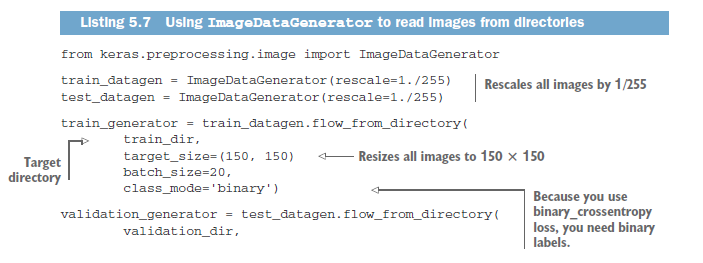 Listing 5.7 Using ImageDataGenerator to read images from directories
from keras.preprocessing.image import ImageDataGenerator
train_datagen = ImageDataGenerator(rescale=1./255)
test_datagen = ImageDataGenerator(rescale=1./255)
Rescales all images by 1/255
train_generator = train_datagen.flow_from_directory(
train_dir,
Target
directory
target_size=(150, 150)
Resizes all images to 150 × 150
batch_size=20,
class_mode='binary')
Because you use
binary_crossentropy
loss, you need binary
labels.
validation_generator = test_datagen.flow_from_directory(
validation_dir,